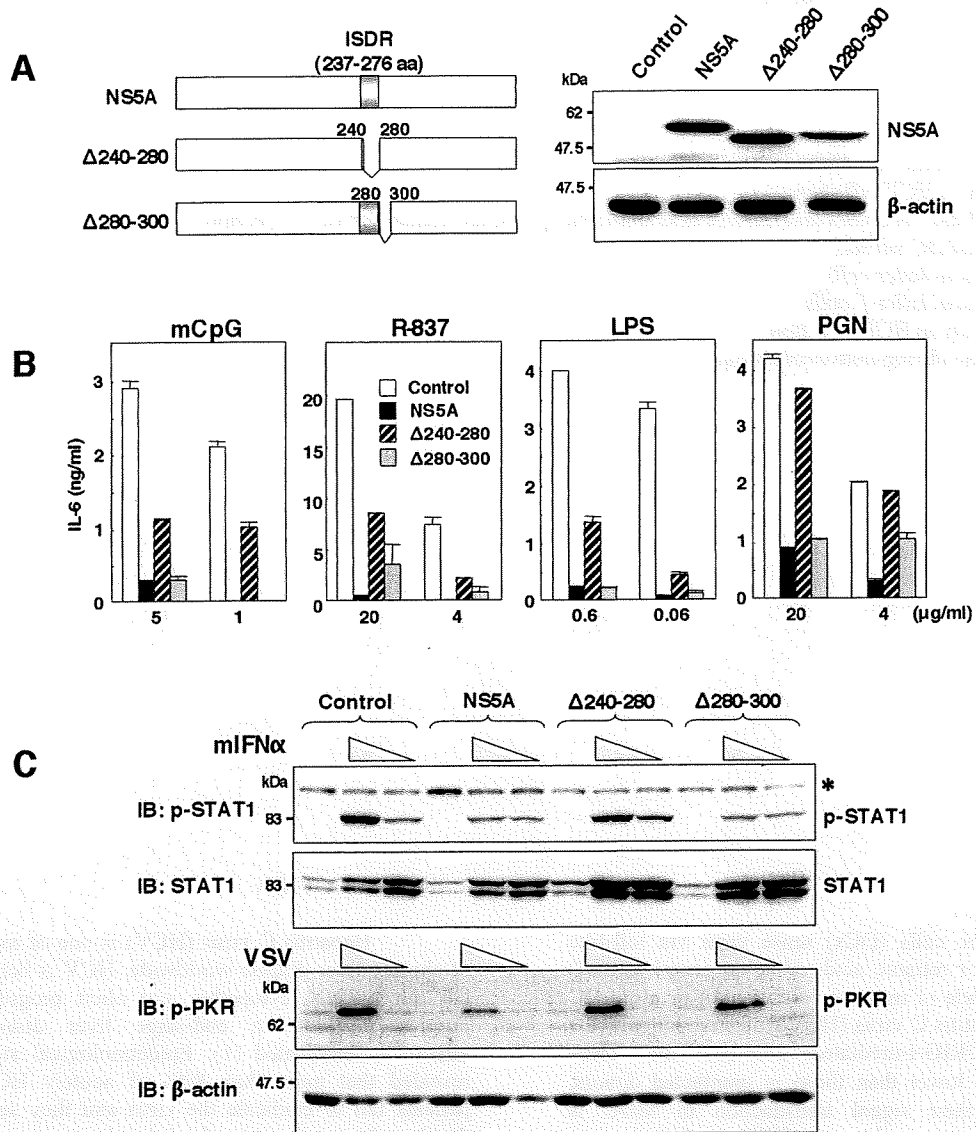 A
ISDR
(237-276 aa)
NS5A
240 280
Δ240-280
280 300
Δ280-300
Control NS5A Δ240-280 Δ280-300
kDa
62
47.5
NS5A
47.5
β-actin
B
mCpG R-837 LPS PGN
IL-6 (ng/ml)
3
2
1
0
5 1
20
10
5
0
20 4
Control
NS5A
Δ240-280
Δ280-300
4
3
2
1
0
0.6 0.06
4
3
2
1
0
20 4 (μg/ml)
C
Control NS5A Δ240-280 Δ280-300
mIFNα
kDa
*
IB: p-STAT1 83 p-STAT1
IB: STAT1 83 STAT1
VSV
kDa
IB: p-PKR 62 p-PKR
IB: β-actin 47.5